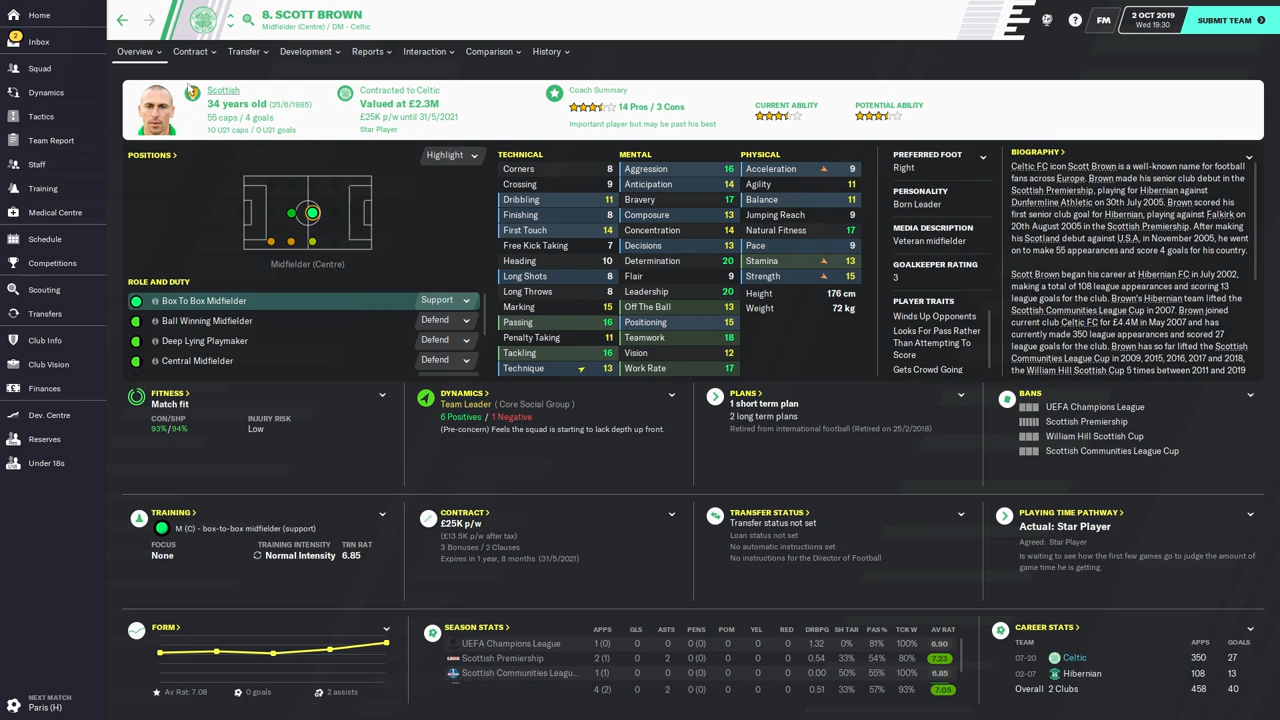 Home
2
Inbox
Squad
Dynamics
Tactics
Team Report
Staff
Training
Medical Centre
Schedule
Competitions
Scouting
Transfers
Club Info
Club Vision
Finances
Dev. Centre
Reserves
Under 18s
NEXT MATCH
Paris (H)
8. SCOTT BROWN
Midfielder (Centre) / DM - Celtic
FM
2 OCT 2019
Wed 19:30
SUBMIT TEAM
Overview
Contract
Transfer
Development
Reports
Interaction
Comparison
History
Scottish
34 years old (25/6/1985)
55 caps / 4 goals
10 U21 caps / 0 U21 goals
Contracted to Celtic
Valued at £2.3M
£25K p/w until 31/5/2021
Star Player
Coach Summary
14 Pros / 3 Cons
Important player but may be past his best
CURRENT ABILITY
POTENTIAL ABILITY
POSITIONS
Highlight
Midfielder (Centre)
ROLE AND DUTY
Box To Box Midfielder Support
Ball Winning Midfielder Defend
Deep Lying Playmaker Defend
Central Midfielder Defend
TECHNICAL
Corners 8
Crossing 9
Dribbling 11
Finishing 8
First Touch 14
Free Kick Taking 7
Heading 10
Long Shots 8
Long Throws 8
Marking 15
Passing 16
Penalty Taking 11
Tackling 16
Technique 13
MENTAL
Aggression 16
Anticipation 14
Bravery 17
Composure 13
Concentration 14
Decisions 13
Determination 20
Flair 9
Leadership 20
Off The Ball 13
Positioning 15
Teamwork 18
Vision 12
Work Rate 17
PHYSICAL
Acceleration 9
Agility 11
Balance 11
Jumping Reach 9
Natural Fitness 17
Pace 9
Stamina 13
Strength 15
Height 176 cm
Weight 72 kg
PREFERRED FOOT
Right
PERSONALITY
Born Leader
MEDIA DESCRIPTION
Veteran midfielder
GOALKEEPER RATING
3
PLAYER TRAITS
Winds Up Opponents
Looks For Pass Rather
Than Attempting To
Score
Gets Crowd Going
BIOGRAPHY
Celtic FC icon Scott Brown is a well-known name for football
fans across Europe. Brown made his senior club debut in the
Scottish Premiership, playing for Hibernian against
Dunfermline Athletic on 30th July 2005. Brown scored his
first senior club goal for Hibernian, playing against Falkirk on
20th August 2005 in the Scottish Premiership. After making
his Scotland debut against U.S.A. in November 2005, he went
on to make 55 appearances and score 4 goals for his country.
Scott Brown began his career at Hibernian FC in July 2002,
making a total of 108 league appearances and scoring 13
league goals for the club. Brown's Hibernian team lifted the
Scottish Communities League Cup in 2007. Brown joined
current club Celtic FC for £4.4M in May 2007 and has
currently made 350 league appearances and scored 27
league goals for the club. Brown has so far lifted the Scottish
Communities League Cup in 2009, 2015, 2016, 2017 and 2018,
the William Hill Scottish Cup 5 times between 2011 and 2019
FITNESS
Match fit
CON/SHP
93%/94%
INJURY RISK
Low
DYNAMICS
Team Leader ( Core Social Group )
6 Positives / 1 Negative
(Pre-concern) Feels the squad is starting to lack depth up front.
PLANS
1 short term plan
2 long term plans
Retired from international football (Retired on 25/2/2018)
BANS
UEFA Champions League
Scottish Premiership
William Hill Scottish Cup
Scottish Communities League Cup
TRAINING
M (C) - box-to-box midfielder (support)
FOCUS
None
TRAINING INTENSITY
Normal Intensity
TRN RAT
6.85
CONTRACT
£25K p/w
(£13.5K p/w after tax)
3 Bonuses / 2 Clauses
Expires in 1 year, 8 months (31/5/2021)
TRANSFER STATUS
Transfer status not set
Loan status not set
No automatic instructions set
No instructions for the Director of Football
PLAYING TIME PATHWAY
Actual: Star Player
Agreed: Star Player
Is waiting to see how the first few games go to judge the amount of
game time he is getting.
FORM
Av Rat: 7.08
0 goals
2 assists
SEASON STATS APPS GLS ASTS PENS POM YEL RED DRBPG SH TAR PAS % TCK W AV RAT
UEFA Champions League 1 (0) 0 0 0 (0) 0 0 0 1.32 0% 81% 100% 6.90
Scottish Premiership 2 (1) 0 2 0 (0) 0 0 0 0.54 33% 54% 80% 7.23
Scottish Communities Leagu... 1 (1) 0 0 0 (0) 0 0 0 0.00 50% 55% 100% 6.85
4 (2) 0 2 0 (0) 0 0 0 0.51 33% 57% 93% 7.05
CAREER STATS
TEAM APPS GOALS
07-20 Celtic 350 27
02-07 Hibernian 108 13
Overall 2 Clubs 458 40